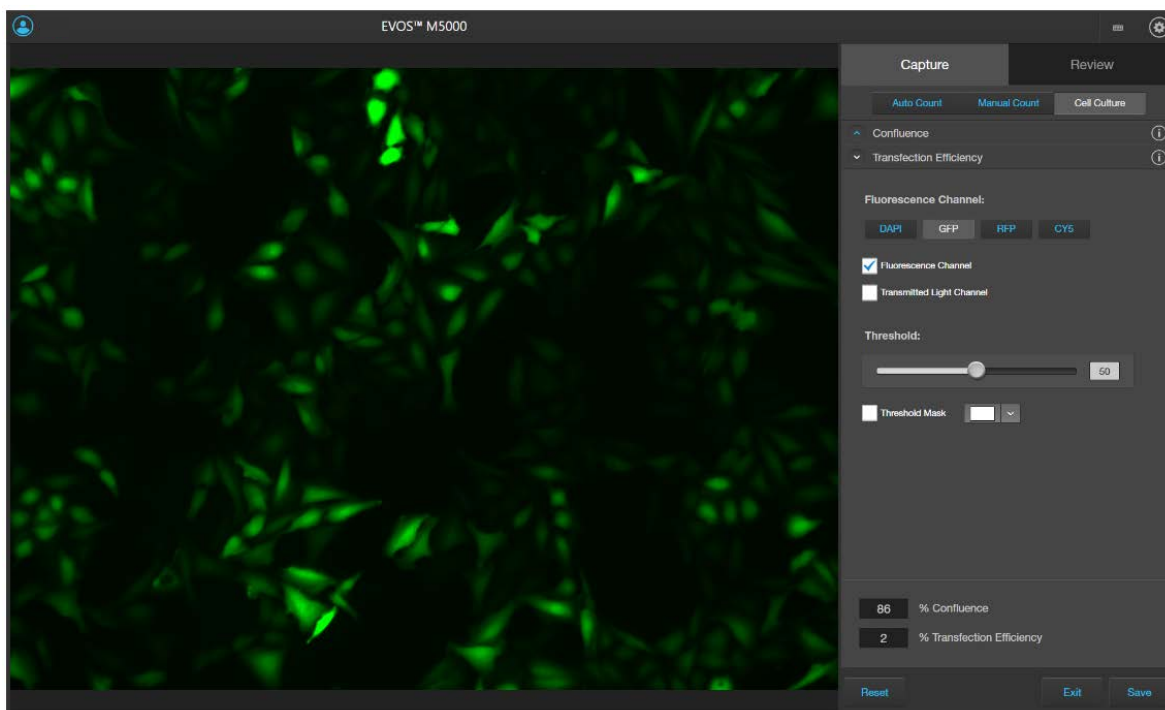 EVOS™ M5000
Capture Review
Auto Count Manual Count Cell Culture
Confluence
Transfection Efficiency
Fluorescence Channel:
DAPI GFP RFP CY5
Fluorescence Channel
Transmitted Light Channel
Threshold:
50
Threshold Mask
86 % Confluence
2 % Transfection Efficiency
Reset Exit Save